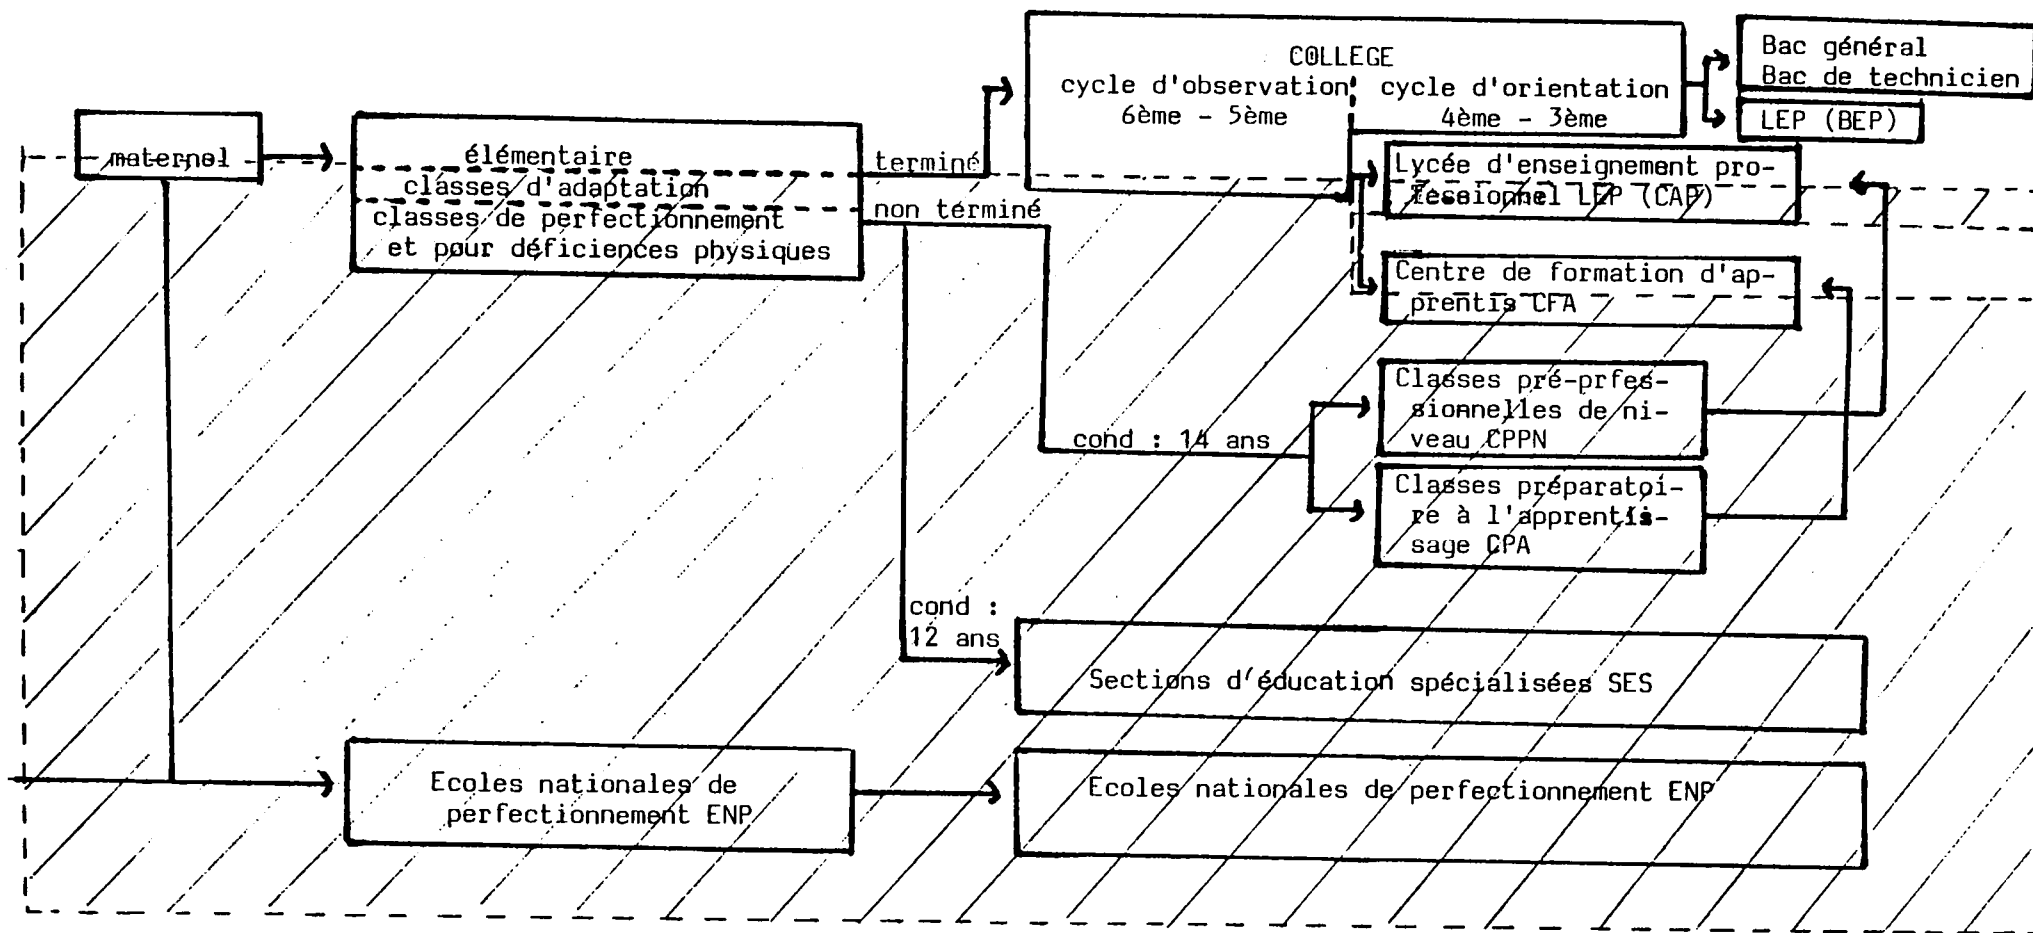 maternel
élémentaire
classes d'adaptation
classes de perfectionnement
et pour déficiences physiques
terminé
non terminé
COLLEGE
cycle d'observation
6ème - 5ème
cycle d'orientation
4ème - 3ème
Bac général
Bac de technicien
LEP (BEP)
Lycée d'enseignement pro-
fessionnel LEP (CAP)
Centre de formation d'ap-
prentis CFA
cond : 14 ans
Classes pré-prfes-
sionnelles de ni-
veau CPPN
Classes préparatoi-
re à l'apprentis-
sage CPA
cond :
12 ans
Sections d'éducation spécialisées SES
Ecoles nationales de
perfectionnement ENP
Ecoles nationales de perfectionnement ENP